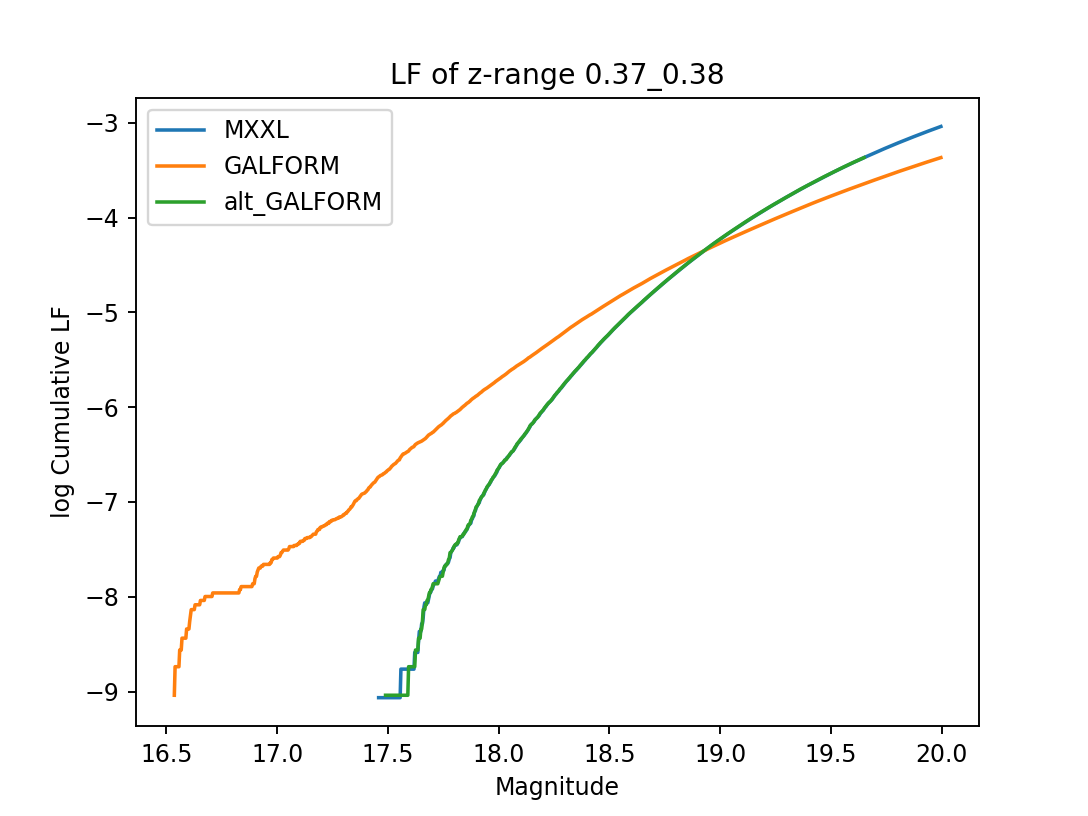 LF of z-range 0.37_0.38
MXXL
GALFORM
alt_GALFORM
log Cumulative LF
−3
−4
−5
−6
−7
−8
−9
16.5 17.0 17.5 18.0 18.5 19.0 19.5 20.0
Magnitude